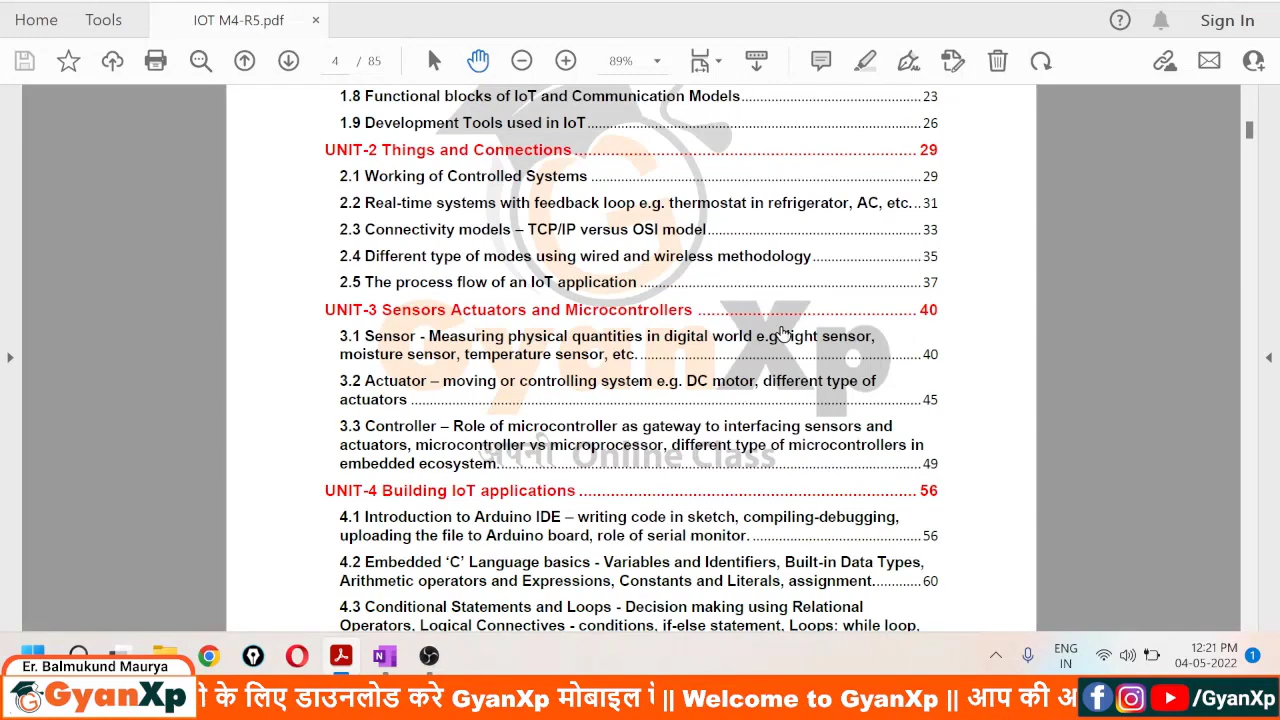 Home Tools IOT M4-R5.pdf × Sign In
4 / 85 89%
1.8 Functional blocks of IoT and Communication Models 23
1.9 Development Tools used in IoT 26
UNIT-2 Things and Connections 29
2.1 Working of Controlled Systems 29
2.2 Real-time systems with feedback loop e.g. thermostat in refrigerator, AC, etc. 31
2.3 Connectivity models – TCP/IP versus OSI model 33
2.4 Different type of modes using wired and wireless methodology 35
2.5 The process flow of an IoT application 37
UNIT-3 Sensors Actuators and Microcontrollers 40
GyanXp
3.1 Sensor - Measuring physical quantities in digital world e.g. light sensor,
moisture sensor, temperature sensor, etc. 40
3.2 Actuator – moving or controlling system e.g. DC motor, different type of
actuators 45
3.3 Controller – Role of microcontroller as gateway to interfacing sensors and
actuators, microcontroller vs microprocessor, different type of microcontrollers in
अपनी Online Class
embedded ecosystem. 49
UNIT-4 Building IoT applications 56
4.1 Introduction to Arduino IDE – writing code in sketch, compiling-debugging,
uploading the file to Arduino board, role of serial monitor. 56
4.2 Embedded ‘C’ Language basics - Variables and Identifiers, Built-in Data Types,
Arithmetic operators and Expressions, Constants and Literals, assignment. 60
4.3 Conditional Statements and Loops - Decision making using Relational
Operators, Logical Connectives - conditions, if-else statement, Loops: while loop,
ENG
IN
12:21 PM
04-05-2022
1
Er. Balmukund Maurya
GyanXp
के लिए डाउनलोड करे GyanXp मोबाइल || Welcome to GyanXp || आप की /GyanXp